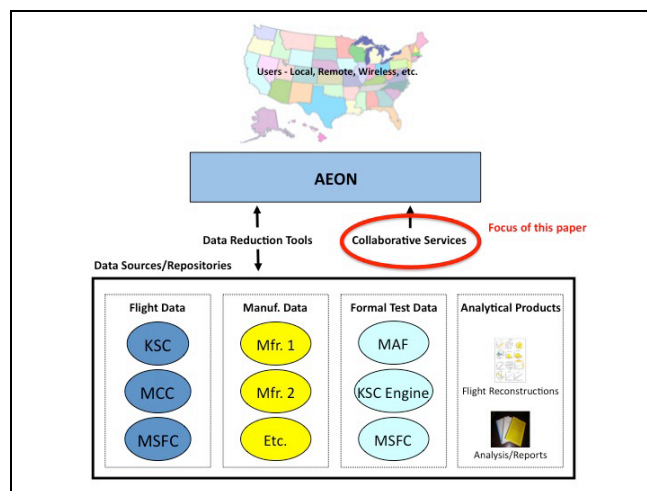 Users - Local, Remote, Wireless, etc.
AEON
Focus of this paper
Data Reduction Tools
Collaborative Services
Data Sources/Repositories
Flight Data
Manuf. Data
Formal Test Data
Analytical Products
KSC
Mfr. 1
MAF
MCC
Mfr. 2
KSC Engine
Flight Reconstructions
MSFC
Etc.
MSFC
Analysis/Reports